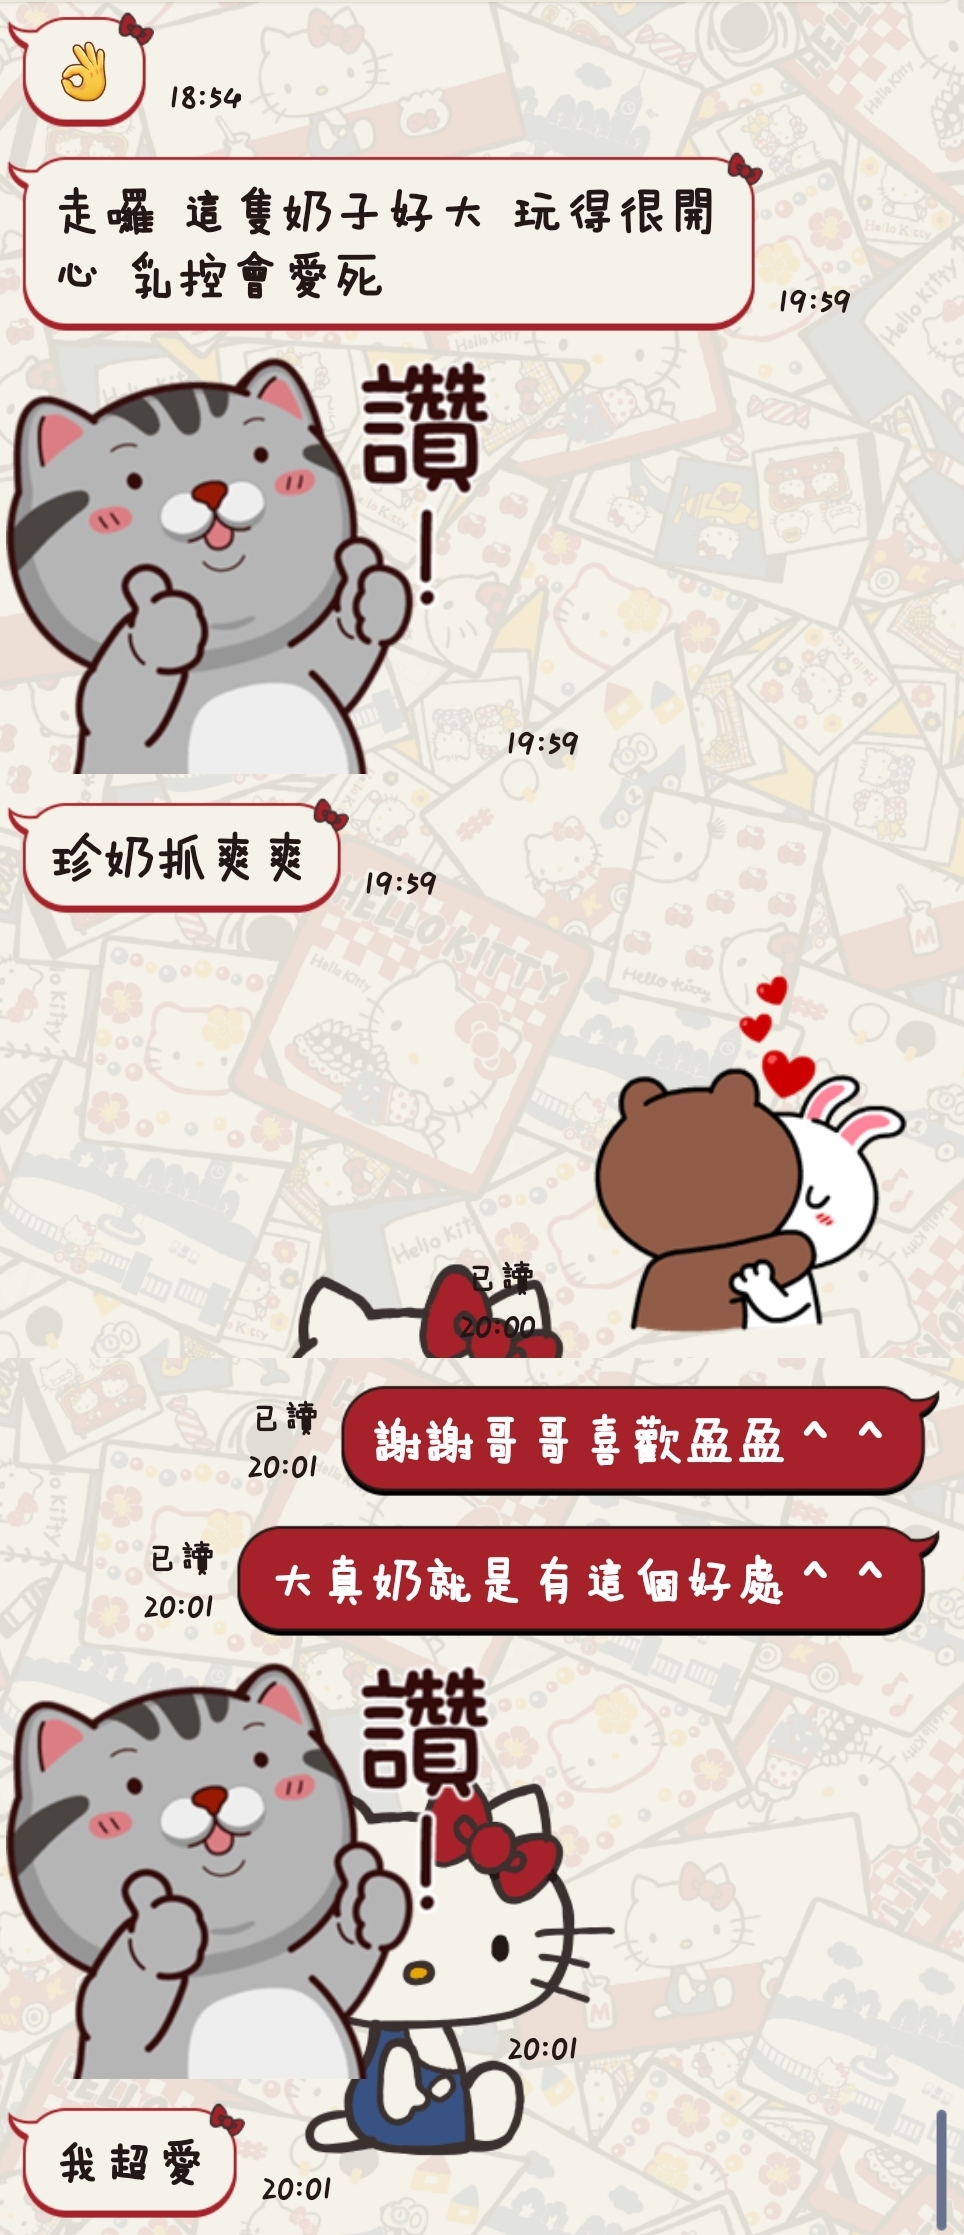 18:54
走囉 這隻奶子好大 玩得很開
心 乳控會愛死
19:59
讚
!
19:59
珍奶抓爽爽
19:59
已讀
20:00
謝謝哥哥喜歡盈盈^ ^
已讀
20:01
大真奶就是有這個好處^ ^
已讀
20:01
讚
!
20:01
我超愛
20:01